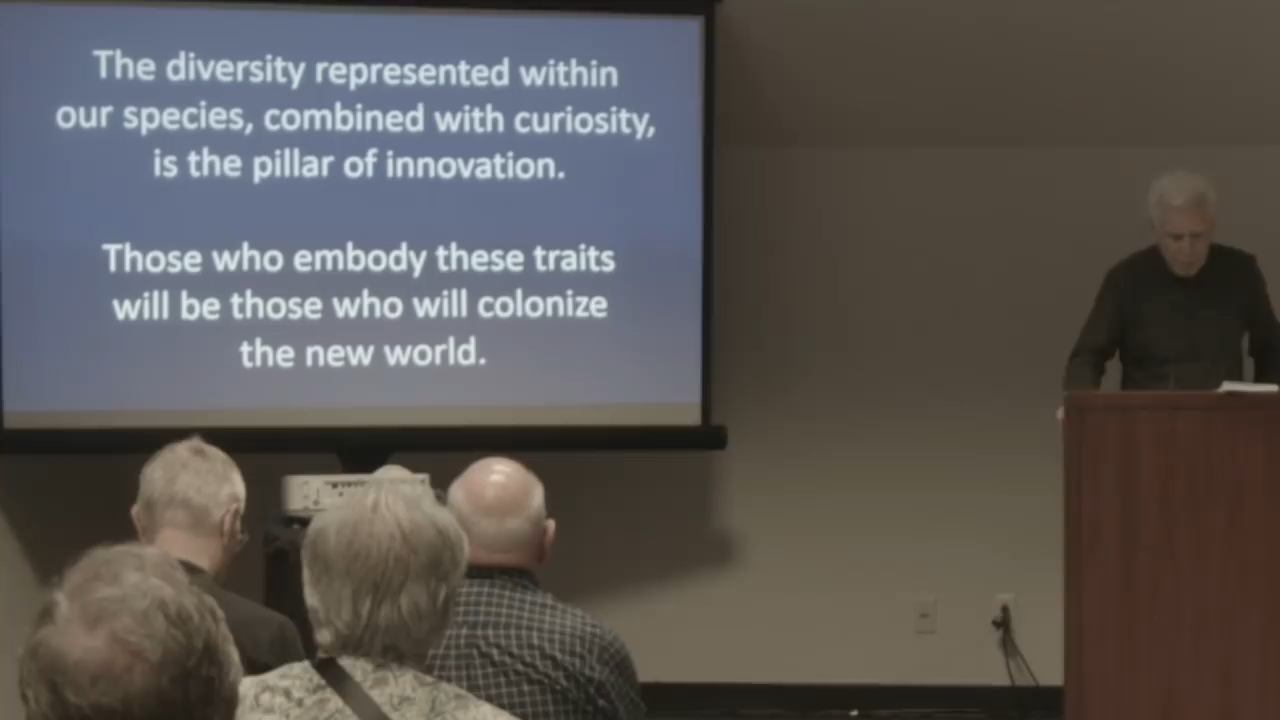 The diversity represented within
our species, combined with curiosity,
is the pillar of innovation.
Those who embody these traits
will be those who will colonize
the new world.